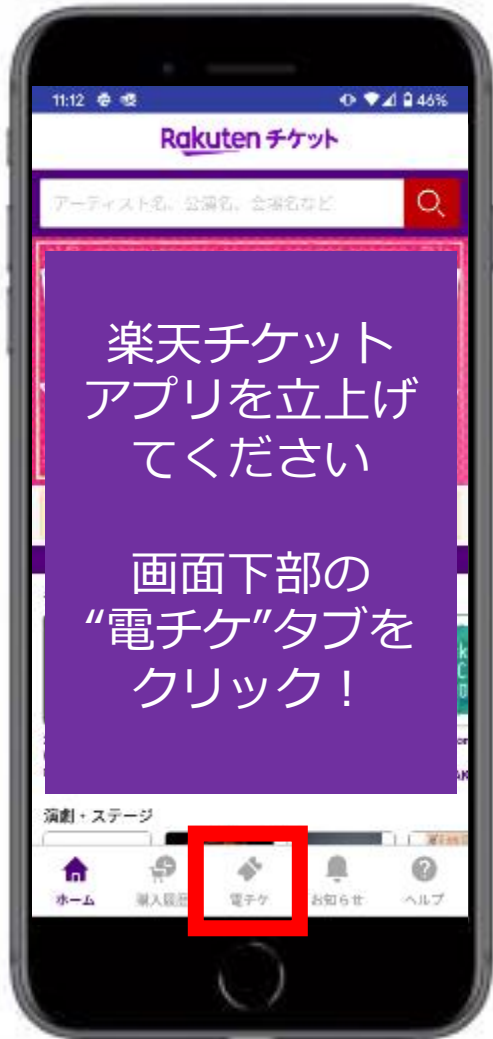 11:12
46%
Rakuten チケット
アーティスト名、公演名、会場名など
楽天チケット
アプリを立上げ
てください
画面下部の
“電チケ”タブを
クリック！
演劇・ステージ
ホーム
購入履歴
電チケ
お知らせ
ヘルプ